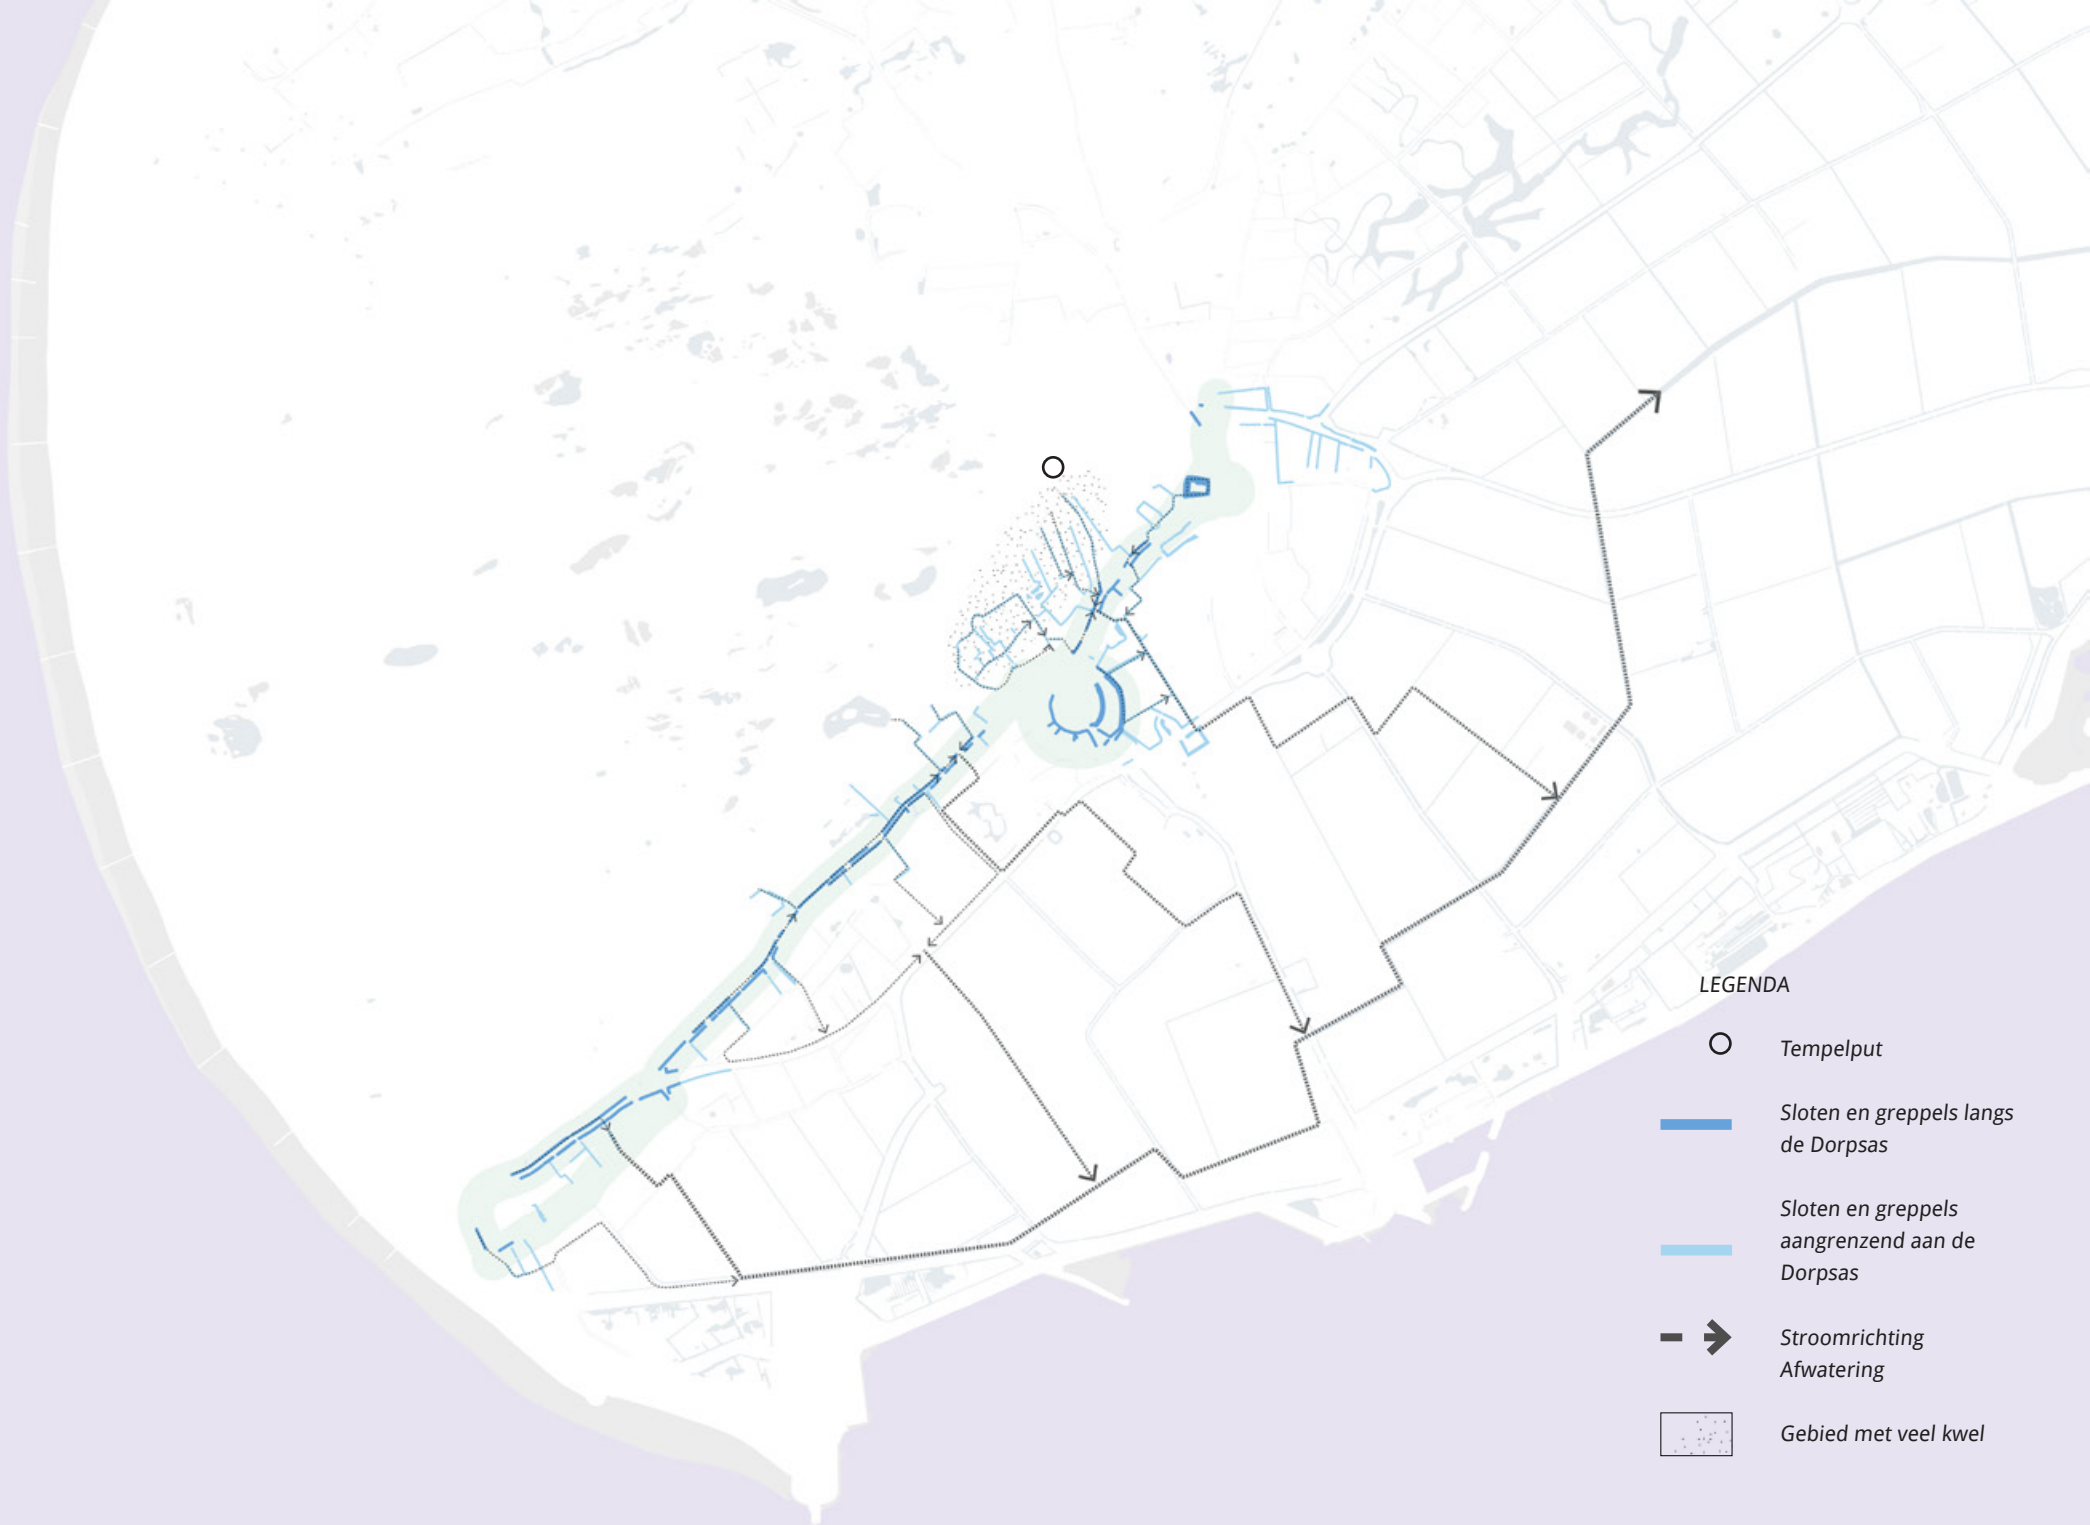 LEGENDA
Tempelput
Sloten en greppels langs
de Dorpsas
Sloten en greppels
aangrenzend aan de
Dorpsas
Stroomrichting
Afwatering
Gebied met veel kwel